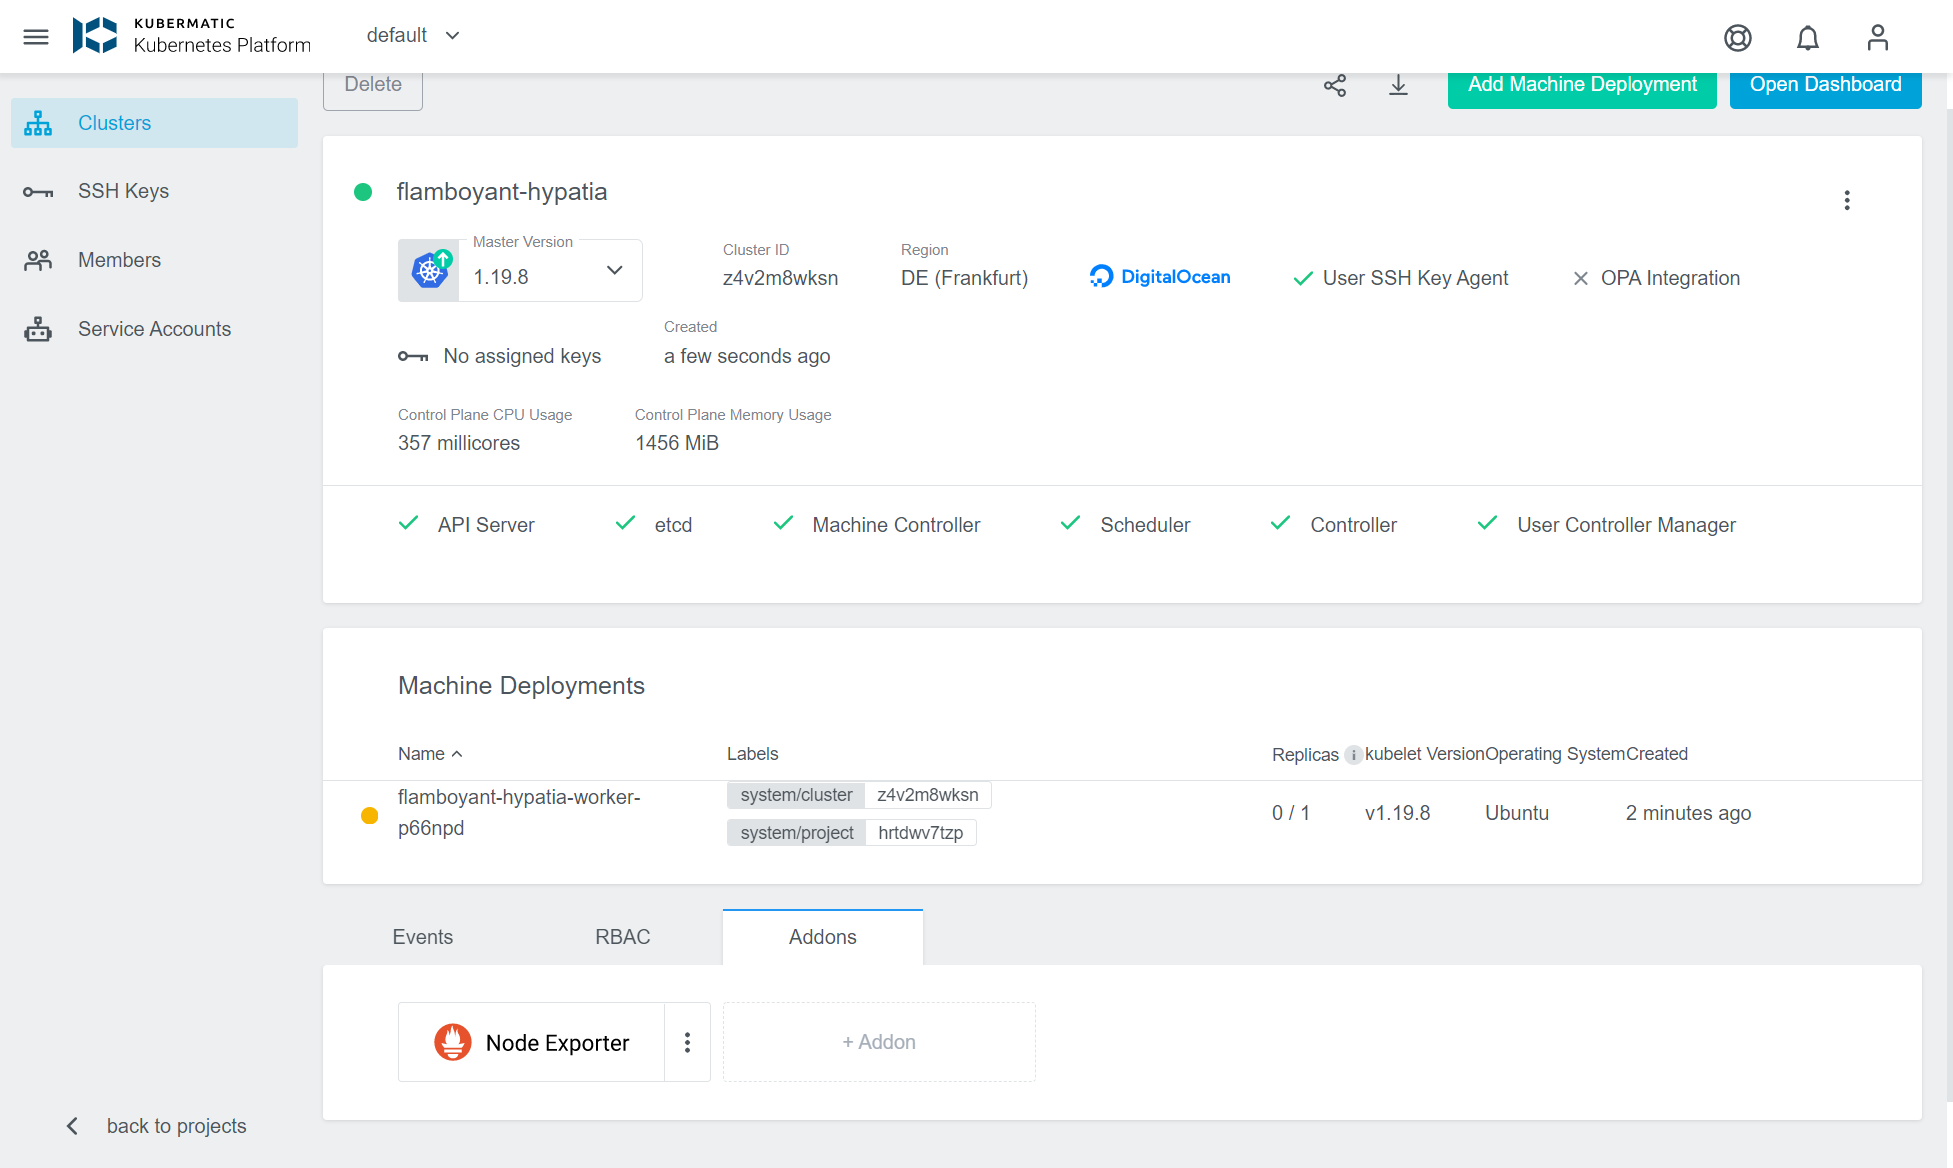 KUBERMATIC
Kubernetes Platform
default
Delete
Add Machine Deployment
Open Dashboard
Clusters
SSH Keys
Members
Service Accounts
back to projects
flamboyant-hypatia
Master Version
1.19.8
Cluster ID
z4v2m8wksn
Region
DE (Frankfurt)
DigitalOcean
User SSH Key Agent
OPA Integration
No assigned keys
Created
a few seconds ago
Control Plane CPU Usage
357 millicores
Control Plane Memory Usage
1456 MiB
API Server
etcd
Machine Controller
Scheduler
Controller
User Controller Manager
Machine Deployments
Name
Labels
Replicas
i
kubelet Version
Operating System
Created
flamboyant-hypatia-worker-
p66npd
system/cluster z4v2m8wksn
system/project hrtdwv7tzp
0 / 1
v1.19.8
Ubuntu
2 minutes ago
Events
RBAC
Addons
Node Exporter
+ Addon